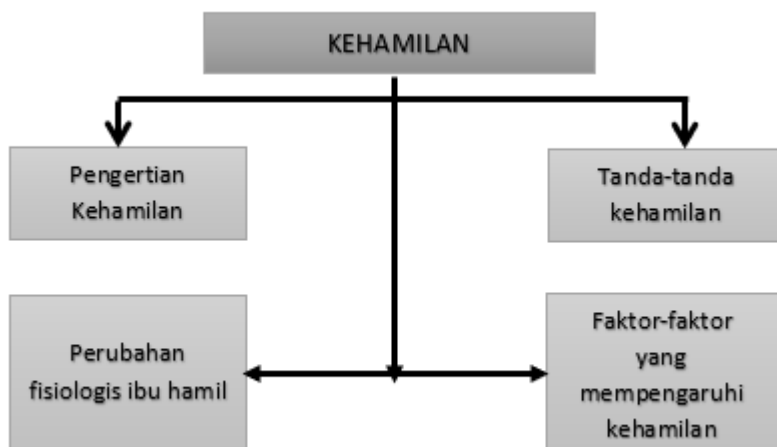 KEHAMILAN
Pengertian
Kehamilan
Tanda-tanda
kehamilan
Perubahan
fisiologis ibu hamil
Faktor-faktor
yang
mempengaruhi
kehamilan